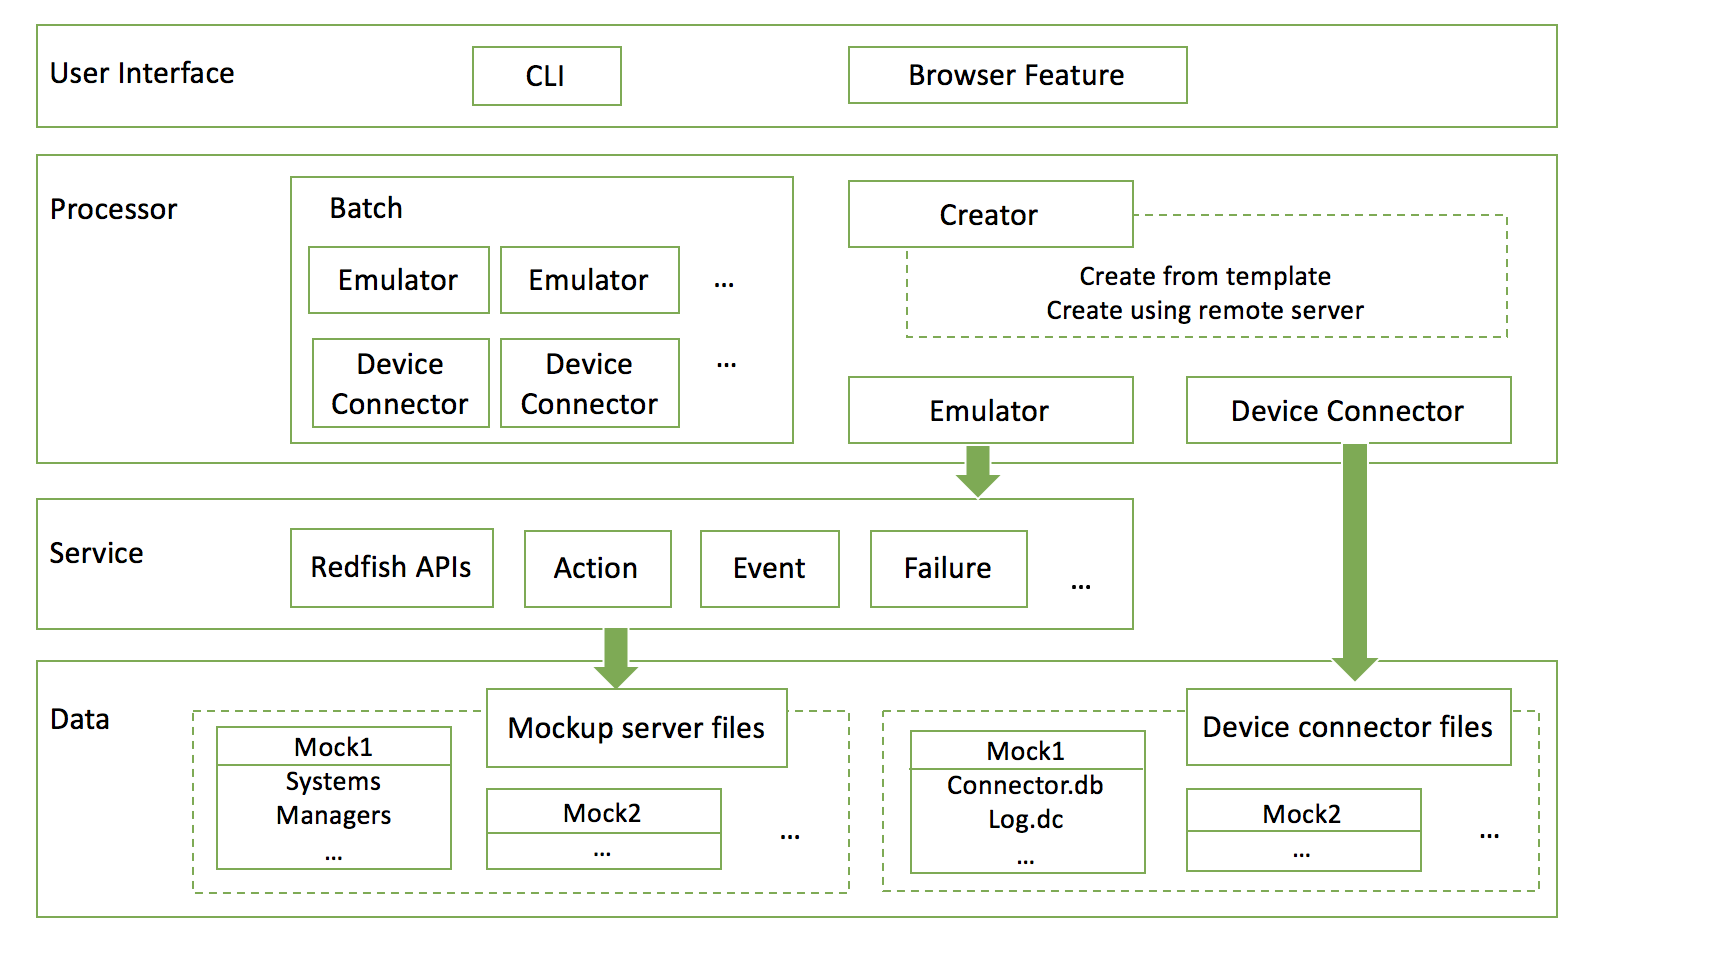 User Interface
CLI
Browser Feature
Processor
Batch
Emulator
Emulator
...
Device
Connector
Device
Connector
...
Creator
Create from template
Create using remote server
Emulator
Device Connector
Service
Redfish APIs
Action
Event
Failure
...
Data
Mockup server files
Mock1
Systems
Managers
...
Mock2
...
...
Device connector files
Mock1
Connector.db
Log.dc
...
Mock2
...
...